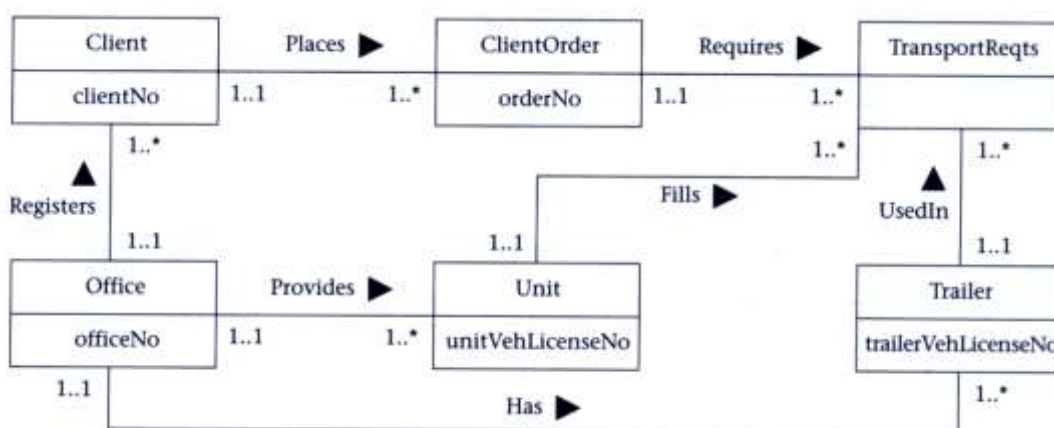 Client
Places ▶
ClientOrder
Requires ▶
TransportReqts
clientNo
1..1
1..*
orderNo
1..1
1..*
1..*
▲
Registers
1..*
Fills ▶
1..*
▲
UsedIn
1..1
1..1
1..1
Office
Provides ▶
Unit
Trailer
officeNo
1..1
1..*
unitVehLicenseNo
trailerVehLicenseNo
1..1
Has ▶
1..*